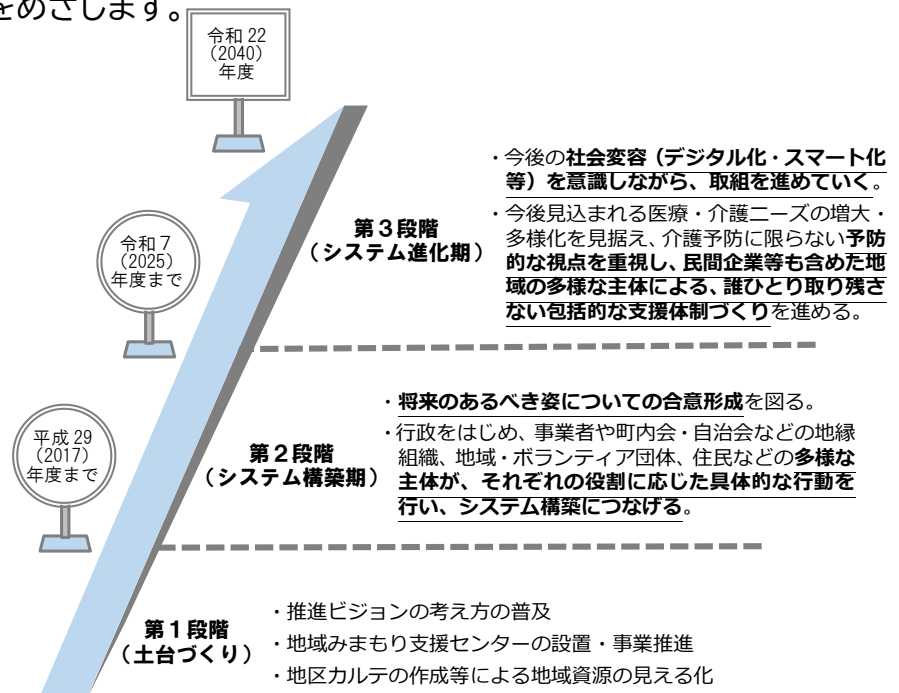 をめざします。
令和 22
（2040）
年度
・今後の社会変容（デジタル化・スマート化
等）を意識しながら、取組を進めていく。
・今後見込まれる医療・介護ニーズの増大・
多様化を見据え、介護予防に限らない予防
的な視点を重視し、民間企業等も含めた地
域の多様な主体による、誰ひとり取り残さ
ない包括的な支援体制づくりを進める。
第３段階
（システム進化期）
令和７
（2025）
年度まで
・将来のあるべき姿についての合意形成を図る。
・行政をはじめ、事業者や町内会・自治会などの地縁
組織、地域・ボランティア団体、住民などの多様な
主体が、それぞれの役割に応じた具体的な行動を
行い、システム構築につなげる。
第２段階
（システム構築期）
平成 29
（2017）
年度まで
第１段階
（土台づくり）
・推進ビジョンの考え方の普及
・地域みまもり支援センターの設置・事業推進
・地区カルテの作成等による地域資源の見える化